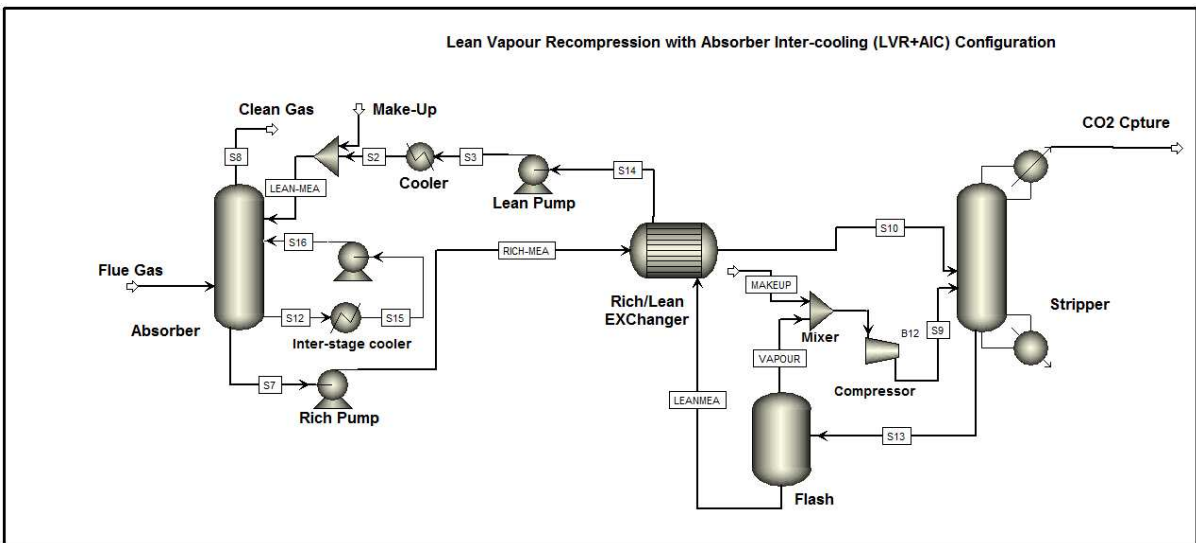 Lean Vapour Recompression with Absorber Inter-cooling (LVR+AIC) Configuration
Clean Gas
Make-Up
CO2 Cpture
S8
S2
S3
S14
Cooler
LEAN-MEA
Lean Pump
S16
RICH-MEA
S10
Flue Gas
MAKEUP
Rich/Lean
EXChanger
Stripper
S12
S15
Absorber
Inter-stage cooler
Mixer
B12
S9
VAPOUR
S7
Compressor
LEANMEA
Rich Pump
S13
Flash